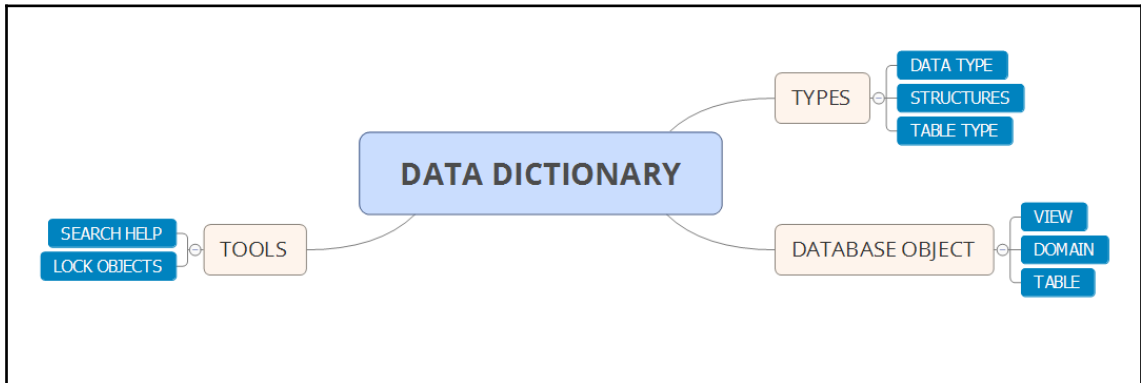 DATA DICTIONARY
TYPES
DATA TYPE
STRUCTURES
TABLE TYPE
DATABASE OBJECT
VIEW
DOMAIN
TABLE
TOOLS
SEARCH HELP
LOCK OBJECTS